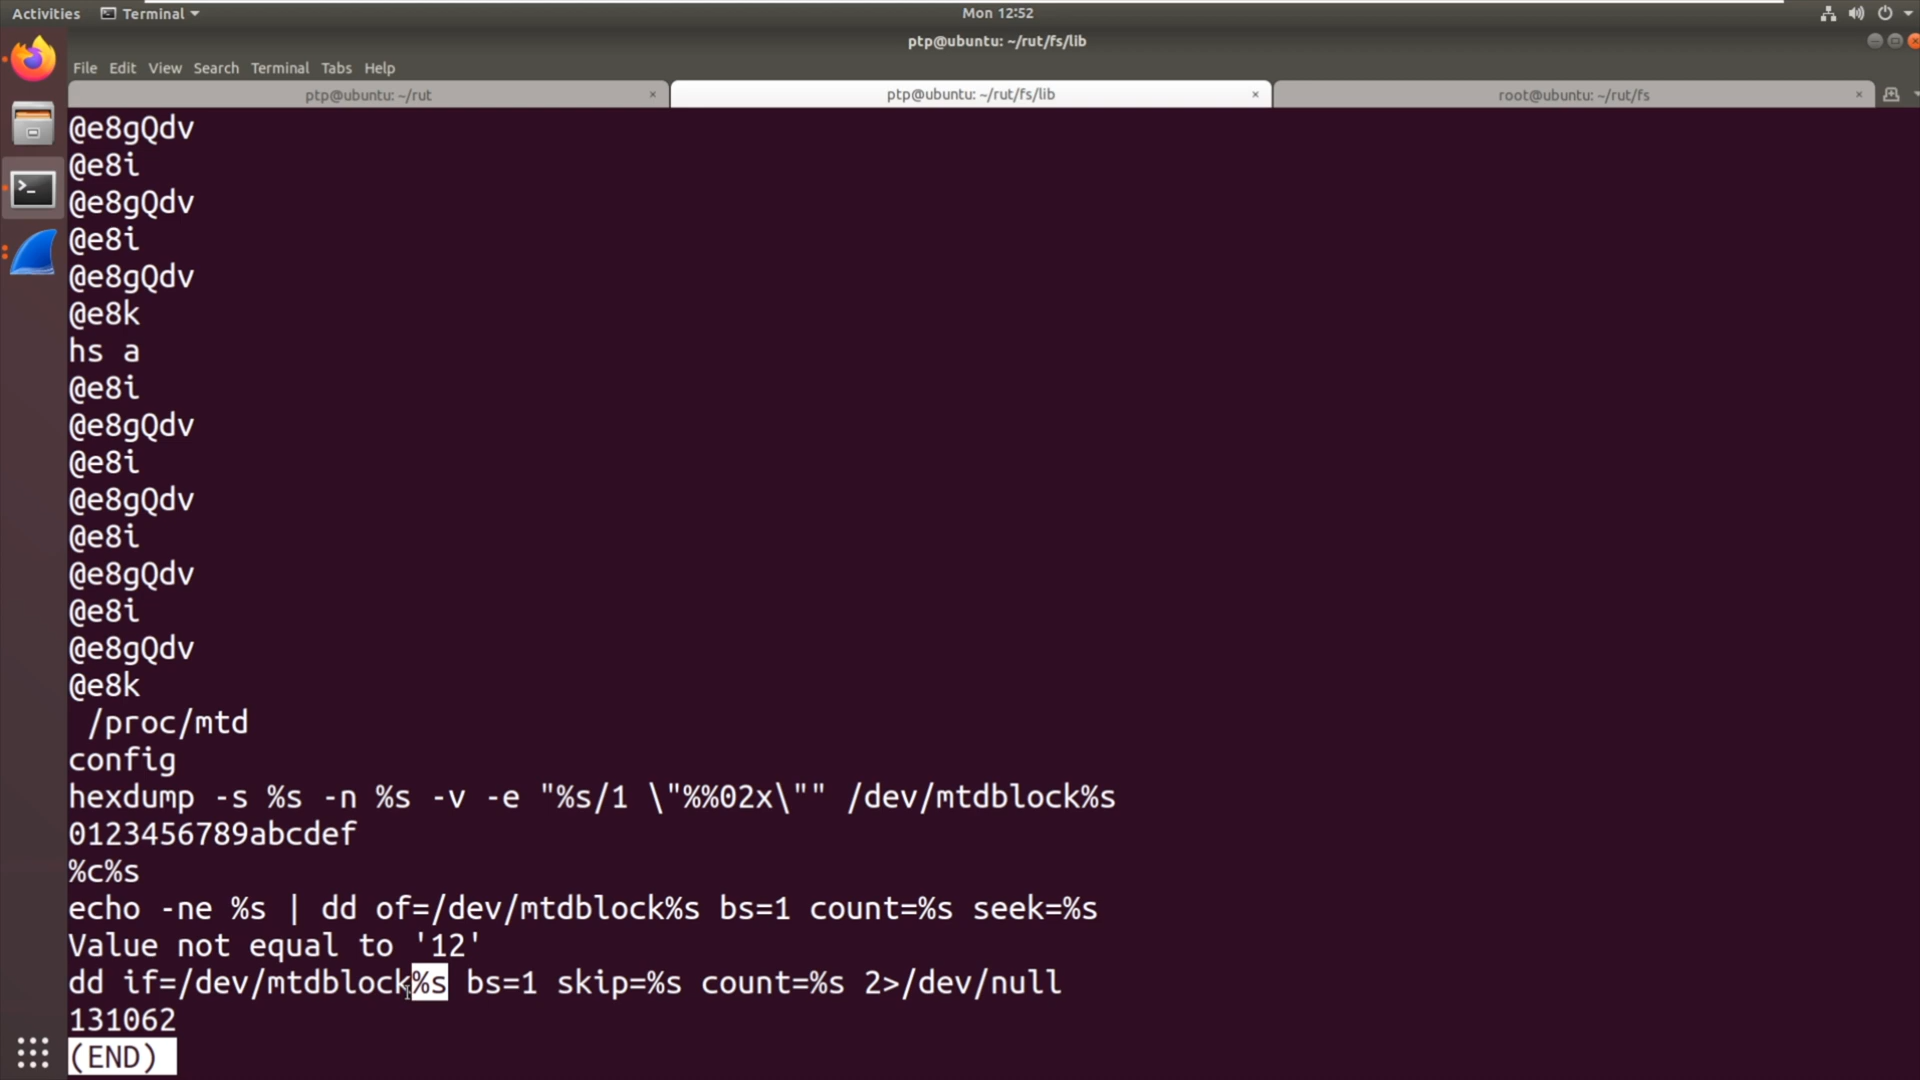 Activities
Terminal
Mon 12:52
ptp@ubuntu: ~/rut/fs/lib
File Edit View Search Terminal Tabs Help
ptp@ubuntu: ~/rut
ptp@ubuntu: ~/rut/fs/lib
root@ubuntu: ~/rut/fs
@e8gQdv
@e8i
@e8gQdv
@e8i
@e8gQdv
@e8k
hs a
@e8i
@e8gQdv
@e8i
@e8gQdv
@e8i
@e8gQdv
@e8i
@e8gQdv
@e8k
/proc/mtd
config
hexdump -s %s -n %s -v -e "%s/1 \"%%02x\"" /dev/mtdblock%s
0123456789abcdef
%c%s
echo -ne %s | dd of=/dev/mtdblock%s bs=1 count=%s seek=%s
Value not equal to '12'
dd if=/dev/mtdblock%s bs=1 skip=%s count=%s 2>/dev/null
131062
(END)